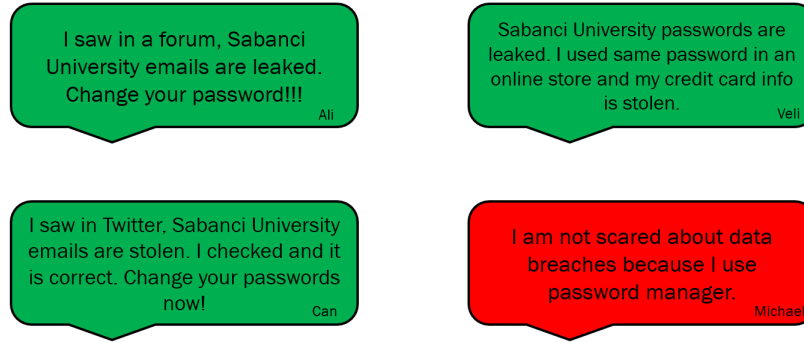 I saw in a forum, Sabanci
University emails are leaked.
Change your password!!!
Ali
Sabanci University passwords are
leaked. I used same password in an
online store and my credit card info
is stolen.
Veli
I saw in Twitter, Sabanci University
emails are stolen. I checked and it
is correct. Change your passwords
now!
Can
I am not scared about data
breaches because I use
password manager.
Michael